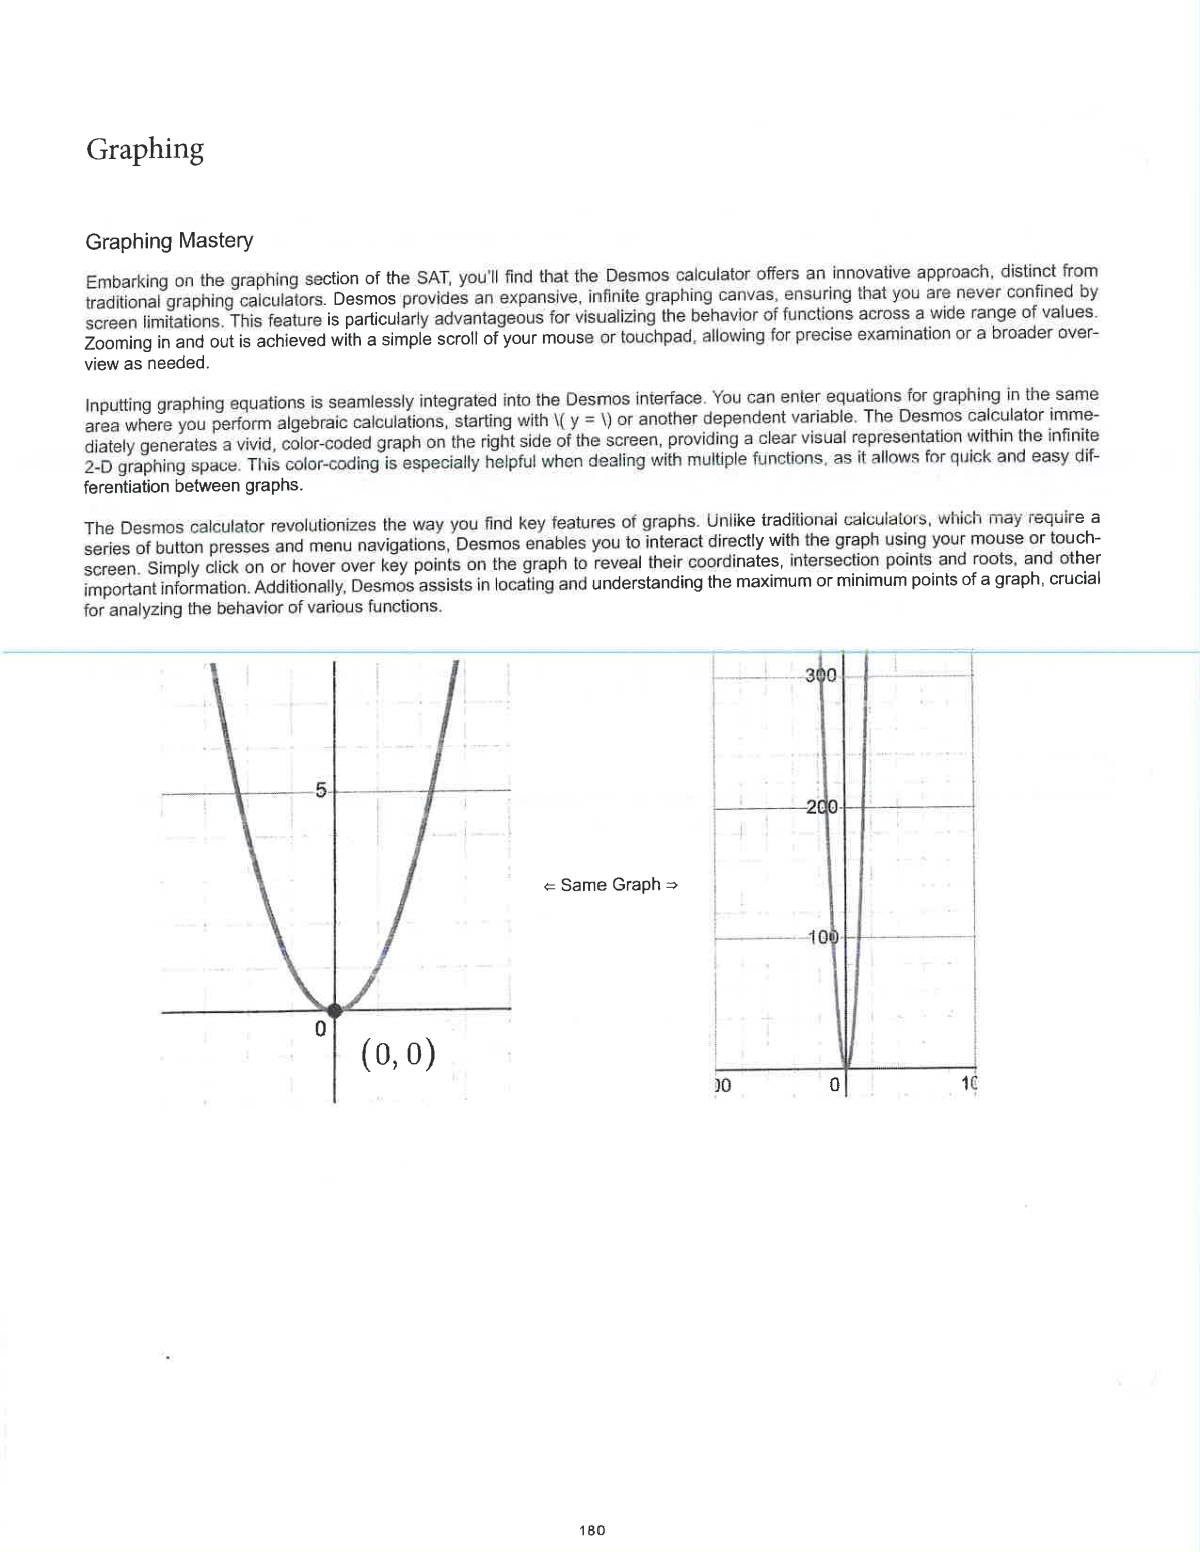 Graphing
Graphing Mastery
Embarking on the graphing section of the SAT, you'll find that the Desmos calculator offers an innovative approach, distinct from
traditional graphing calculators. Desmos provides an expansive, infinite graphing canvas, ensuring that you are never confined by
screen limitations. This feature is particularly advantageous for visualizing the behavior of functions across a wide range of values.
Zooming in and out is achieved with a simple scroll of your mouse or touchpad, allowing for precise examination or a broader over-
view as needed.
Inputting graphing equations is seamlessly integrated into the Desmos interface. You can enter equations for graphing in the same
area where you perform algebraic calculations, starting with \( y = \) or another dependent variable. The Desmos calculator imme-
diately generates a vivid, color-coded graph on the right side of the screen, providing a clear visual representation within the infinite
2-D graphing space. This color-coding is especially helpful when dealing with multiple functions, as it allows for quick and easy dif-
ferentiation between graphs.
The Desmos calculator revolutionizes the way you find key features of graphs. Unlike traditional calculators, which may require a
series of button presses and menu navigations, Desmos enables you to interact directly with the graph using your mouse or touch-
screen. Simply click on or hover over key points on the graph to reveal their coordinates, intersection points and roots, and other
important information. Additionally, Desmos assists in locating and understanding the maximum or minimum points of a graph, crucial
for analyzing the behavior of various functions.
5
0
(0, 0)
⇐ Same Graph ⇒
300
200
100
00
0
10
180